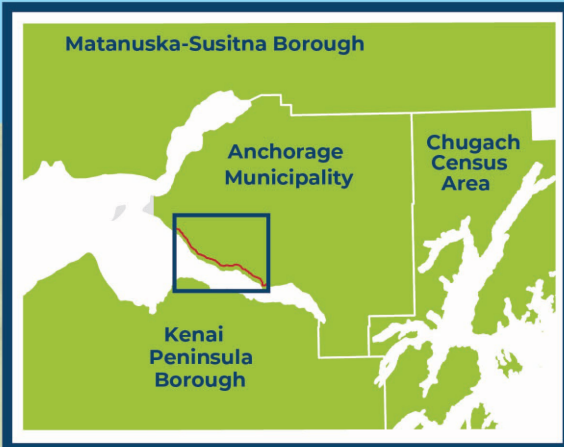 Matanuska-Susitna Borough
Anchorage
Municipality
Chugach
Census
Area
Kenai
Peninsula
Borough